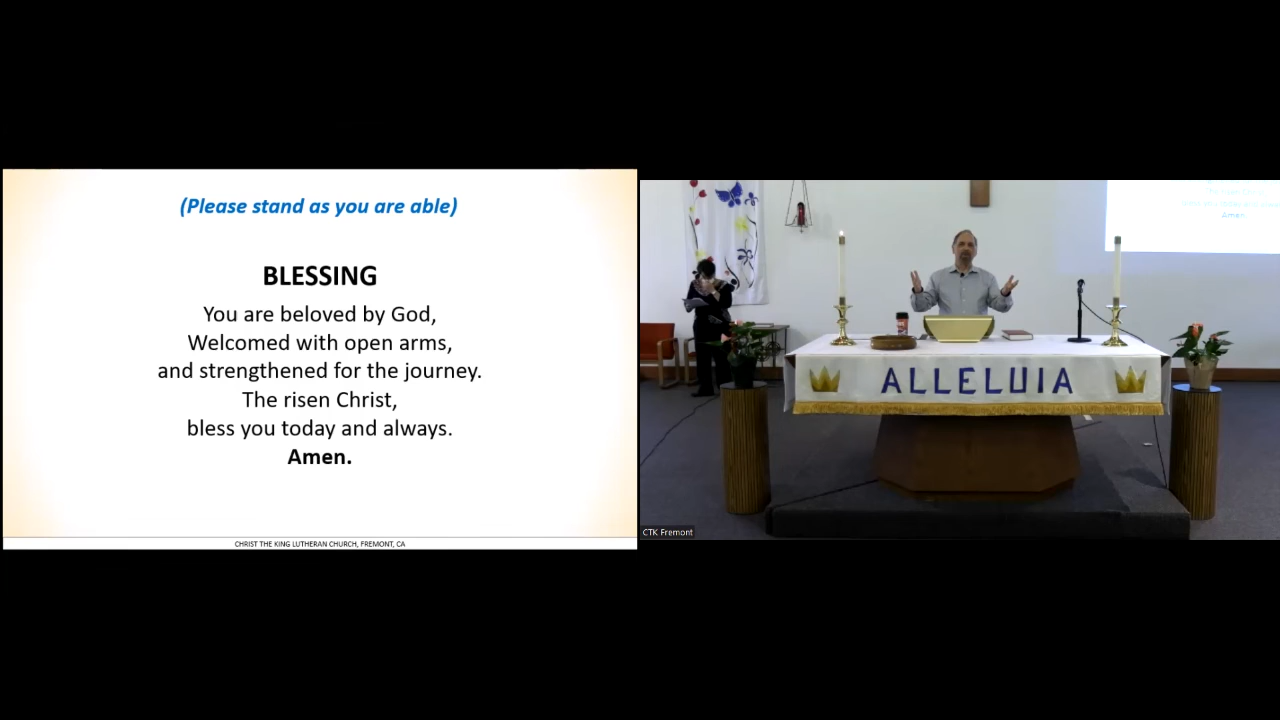 (Please stand as you are able)
BLESSING
You are beloved by God,
Welcomed with open arms,
and strengthened for the journey.
The risen Christ,
bless you today and always.
Amen.
CHRIST THE KING LUTHERAN CHURCH, FREMONT, CA
Amen.
ALLELUIA
CTK Fremont